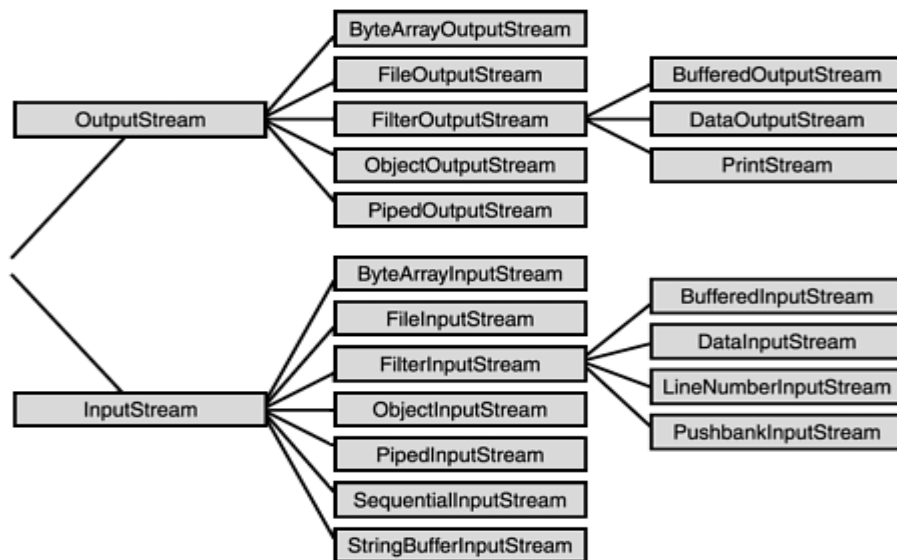 ByteArrayOutputStream
FileOutputStream
BufferedOutputStream
OutputStream
FilterOutputStream
DataOutputStream
ObjectOutputStream
PrintStream
PipedOutputStream
ByteArrayInputStream
BufferedInputStream
FileInputStream
DataInputStream
FilterInputStream
LineNumberInputStream
InputStream
ObjectInputStream
PushbankInputStream
PipedInputStream
SequentialInputStream
StringBufferInputStream